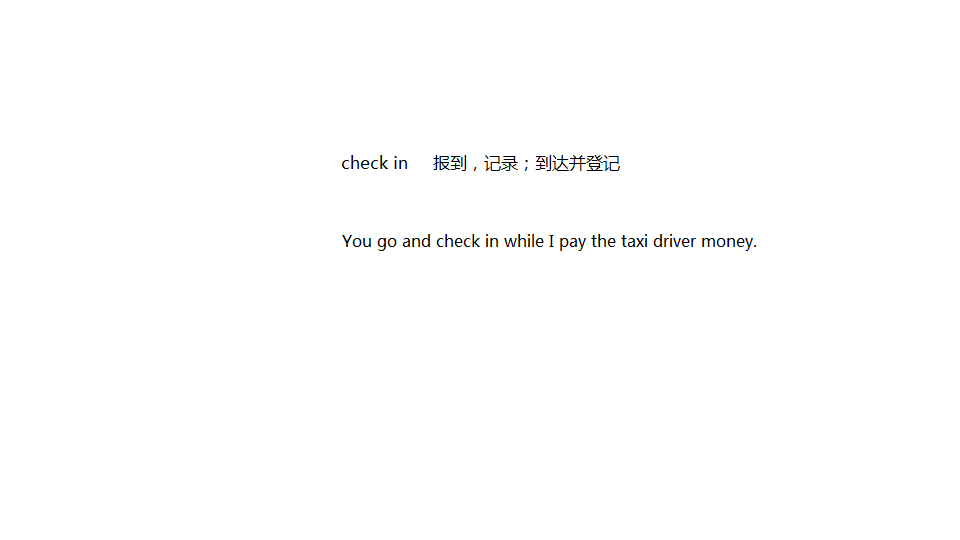 check in 报到，记录；到达并登记
You go and check in while I pay the taxi driver money.